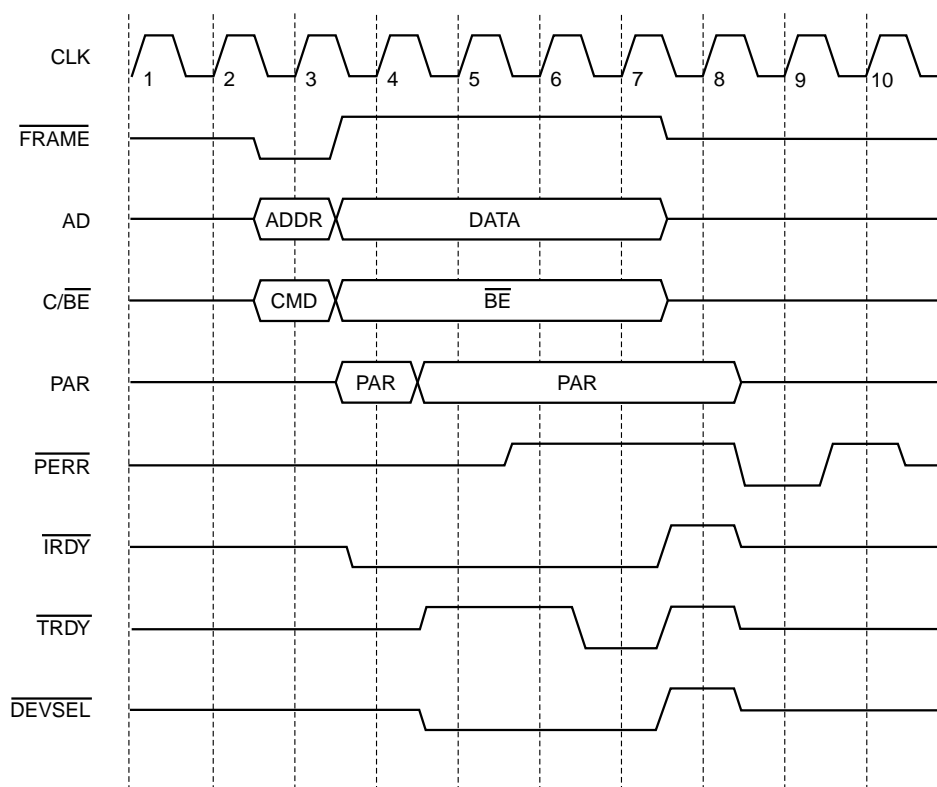 CLK
1 2 3 4 5 6 7 8 9 10
FRAME
AD ADDR DATA
C/BE CMD BE
PAR PAR PAR
PERR
IRDY
TRDY
DEVSEL